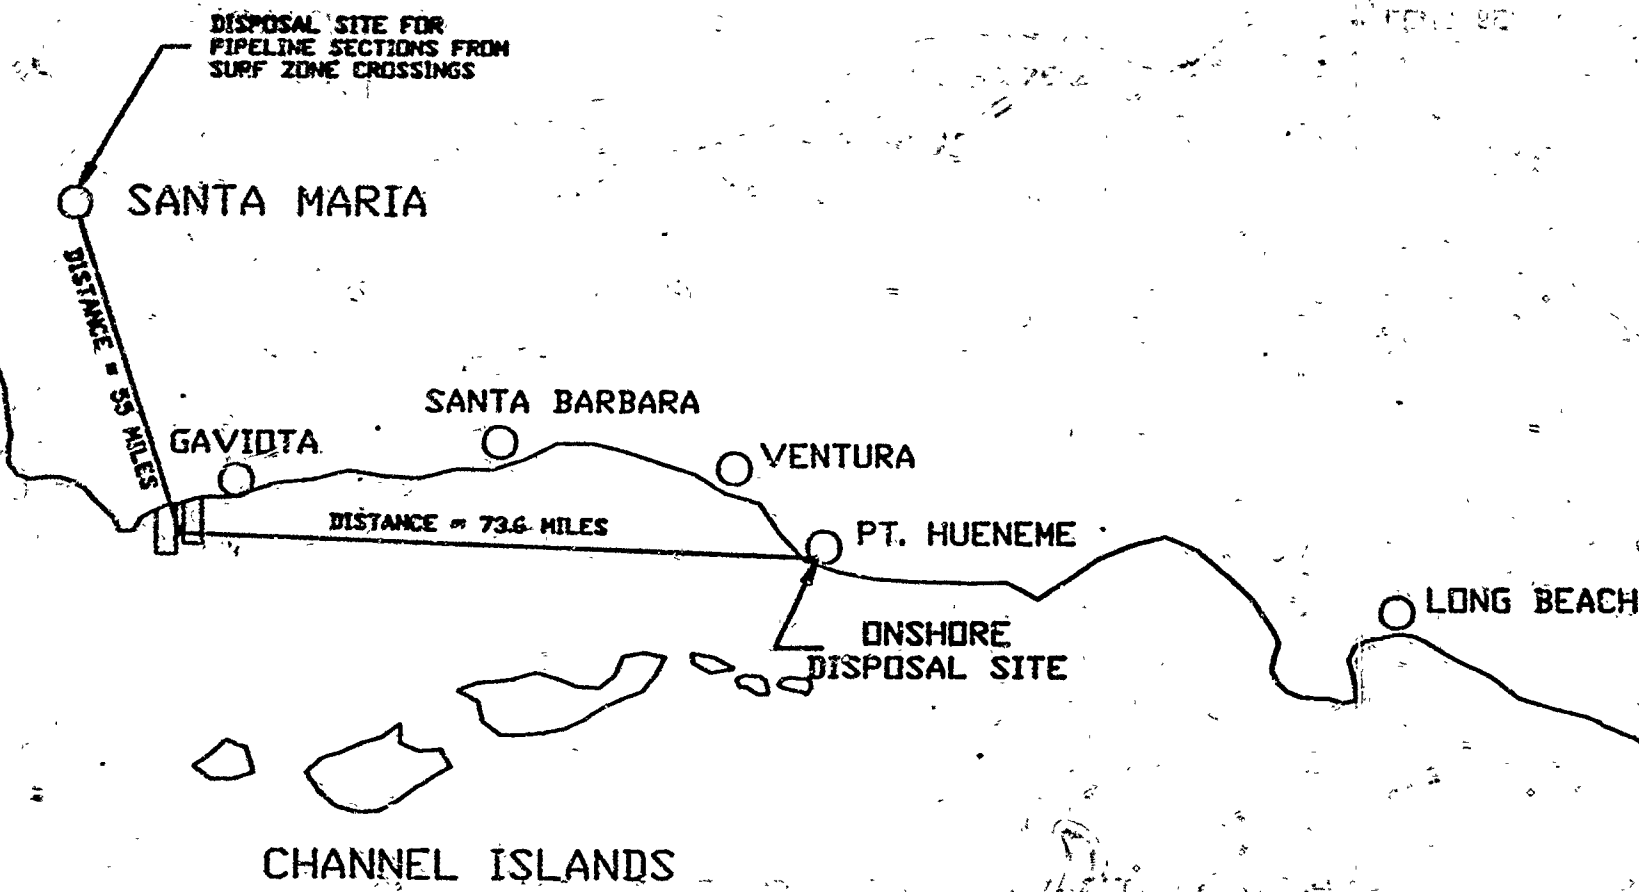 DISPOSAL SITE FOR
PIPELINE SECTIONS FROM
SURF ZONE CROSSINGS
SANTA MARIA
DISTANCE = 55 MILES
SANTA BARBARA
GAVIOTA
VENTURA
DISTANCE = 73.6 MILES
PT. HUENEME
LONG BEACH
ONSHORE
DISPOSAL SITE
CHANNEL ISLANDS